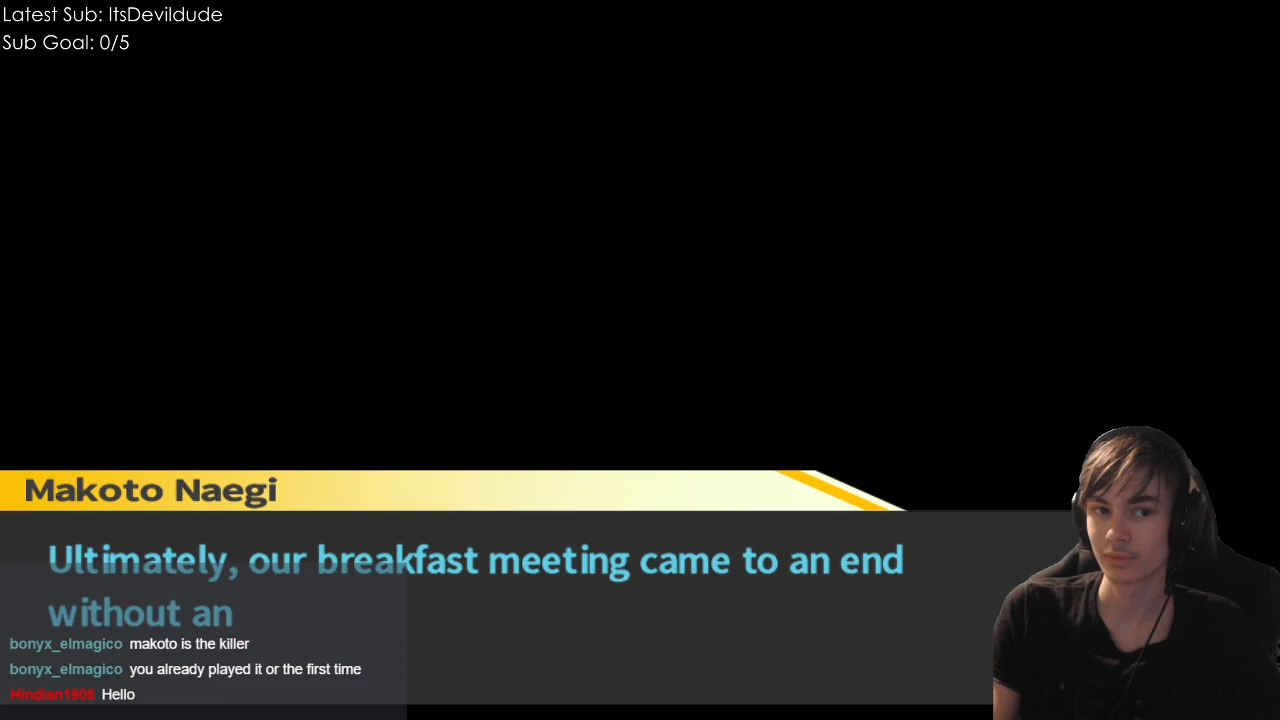 Latest Sub: ItsDevildude
Sub Goal: 0/5
Makoto Naegi
Ultimately, our breakfast meeting came to an end
without an
bonyx_elmagico makoto is the killer
bonyx_elmagico you already played it or the first time
Hindian1906 Hello